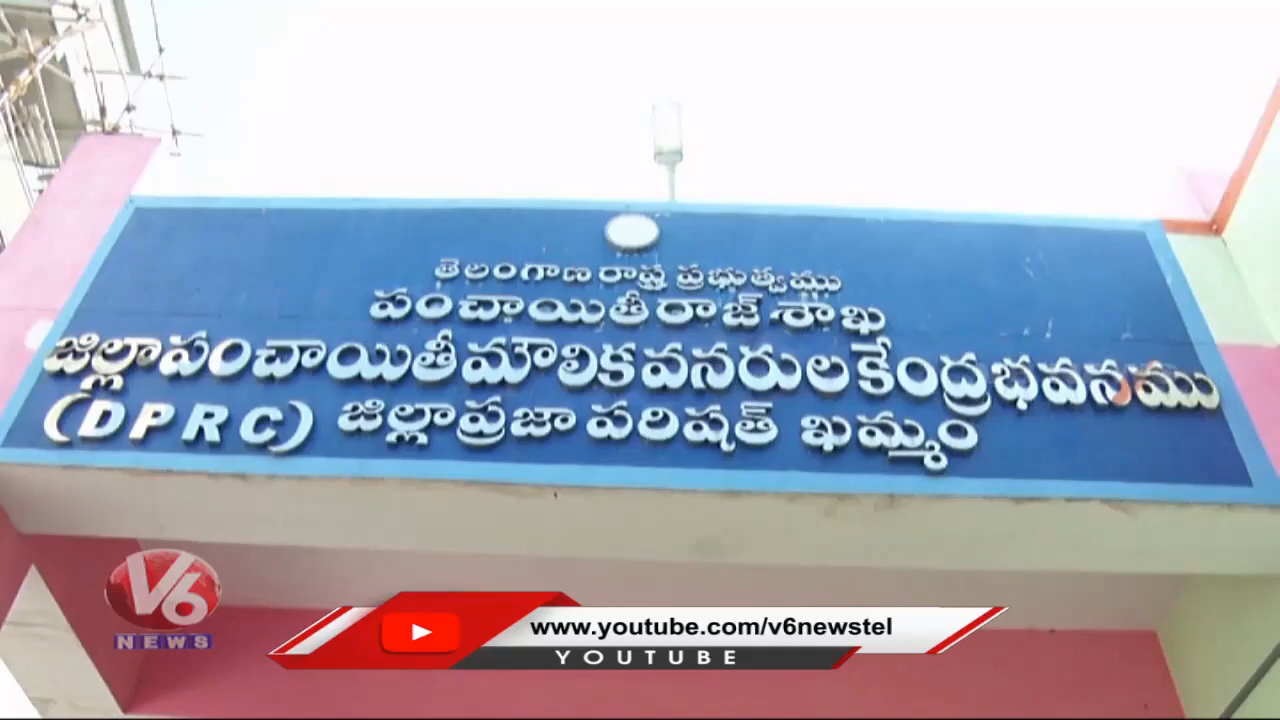 తెలంగాణ రాష్ట్ర ప్రభుత్వము
పంచాయితీ రాజ్ శాఖ
జిల్లా పంచాయితీ మౌలిక వనరుల కేంద్ర భవనము
(DPRC) జిల్లా ప్రజా పరిషత్ ఖమ్మం
V6
NEWS
www.youtube.com/v6newstel
YOUTUBE